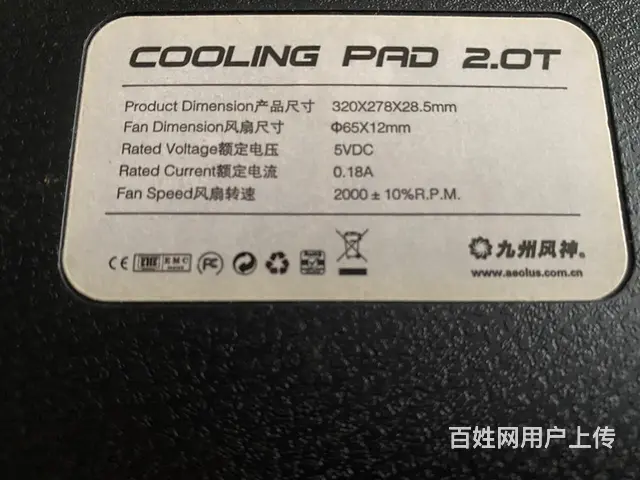 COOLING PAD 2.0T
Product Dimension产品尺寸 320X278X28.5mm
Fan Dimension风扇尺寸 Φ65X12mm
Rated Voltage额定电压 5VDC
Rated Current额定电流 0.18A
Fan Speed风扇转速 2000±10%R.P.M.
CE EMC FC 九州风神®
www.aeolus.com.cn
百姓网用户上传